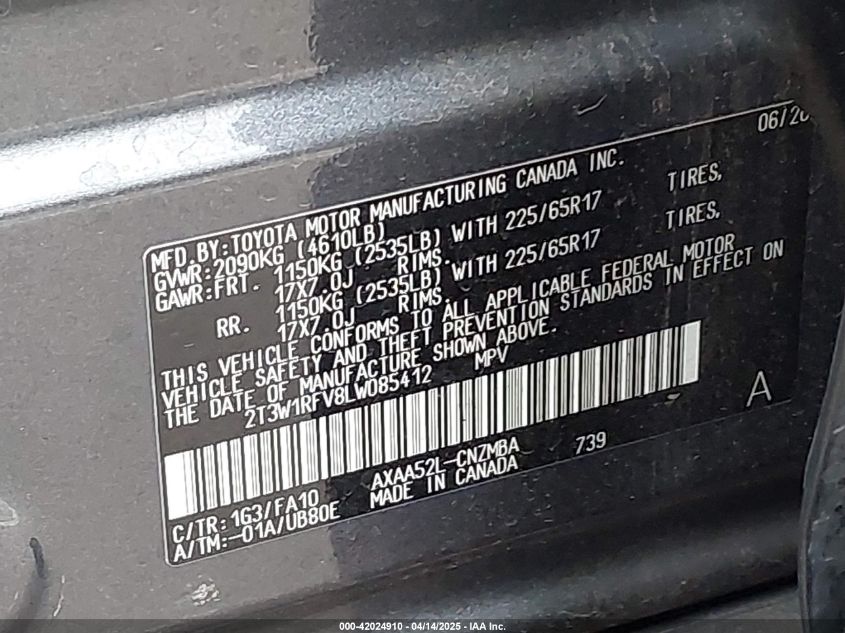 06/20
MFD.BY:TOYOTA MOTOR MANUFACTURING CANADA INC.
GVWR:2090KG (4610LB)
GAWR:FRT. 1150KG (2535LB) WITH 225/65R17 TIRES,
17X7.0J RIMS.
RR. 1150KG (2535LB) WITH 225/65R17 TIRES,
17X7.0J RIMS.
THIS VEHICLE CONFORMS TO ALL APPLICABLE FEDERAL MOTOR
VEHICLE SAFETY AND THEFT PREVENTION STANDARDS IN EFFECT ON
THE DATE OF MANUFACTURE SHOWN ABOVE.
2T3W1RFV8LW085412 MPV
A
AXAA52L-CNZMBA 739
C/TR:1G3/FA10 MADE IN CANADA
A/TM:-01A/UB80E
000-42024910 - 04/14/2025 - IAA Inc.